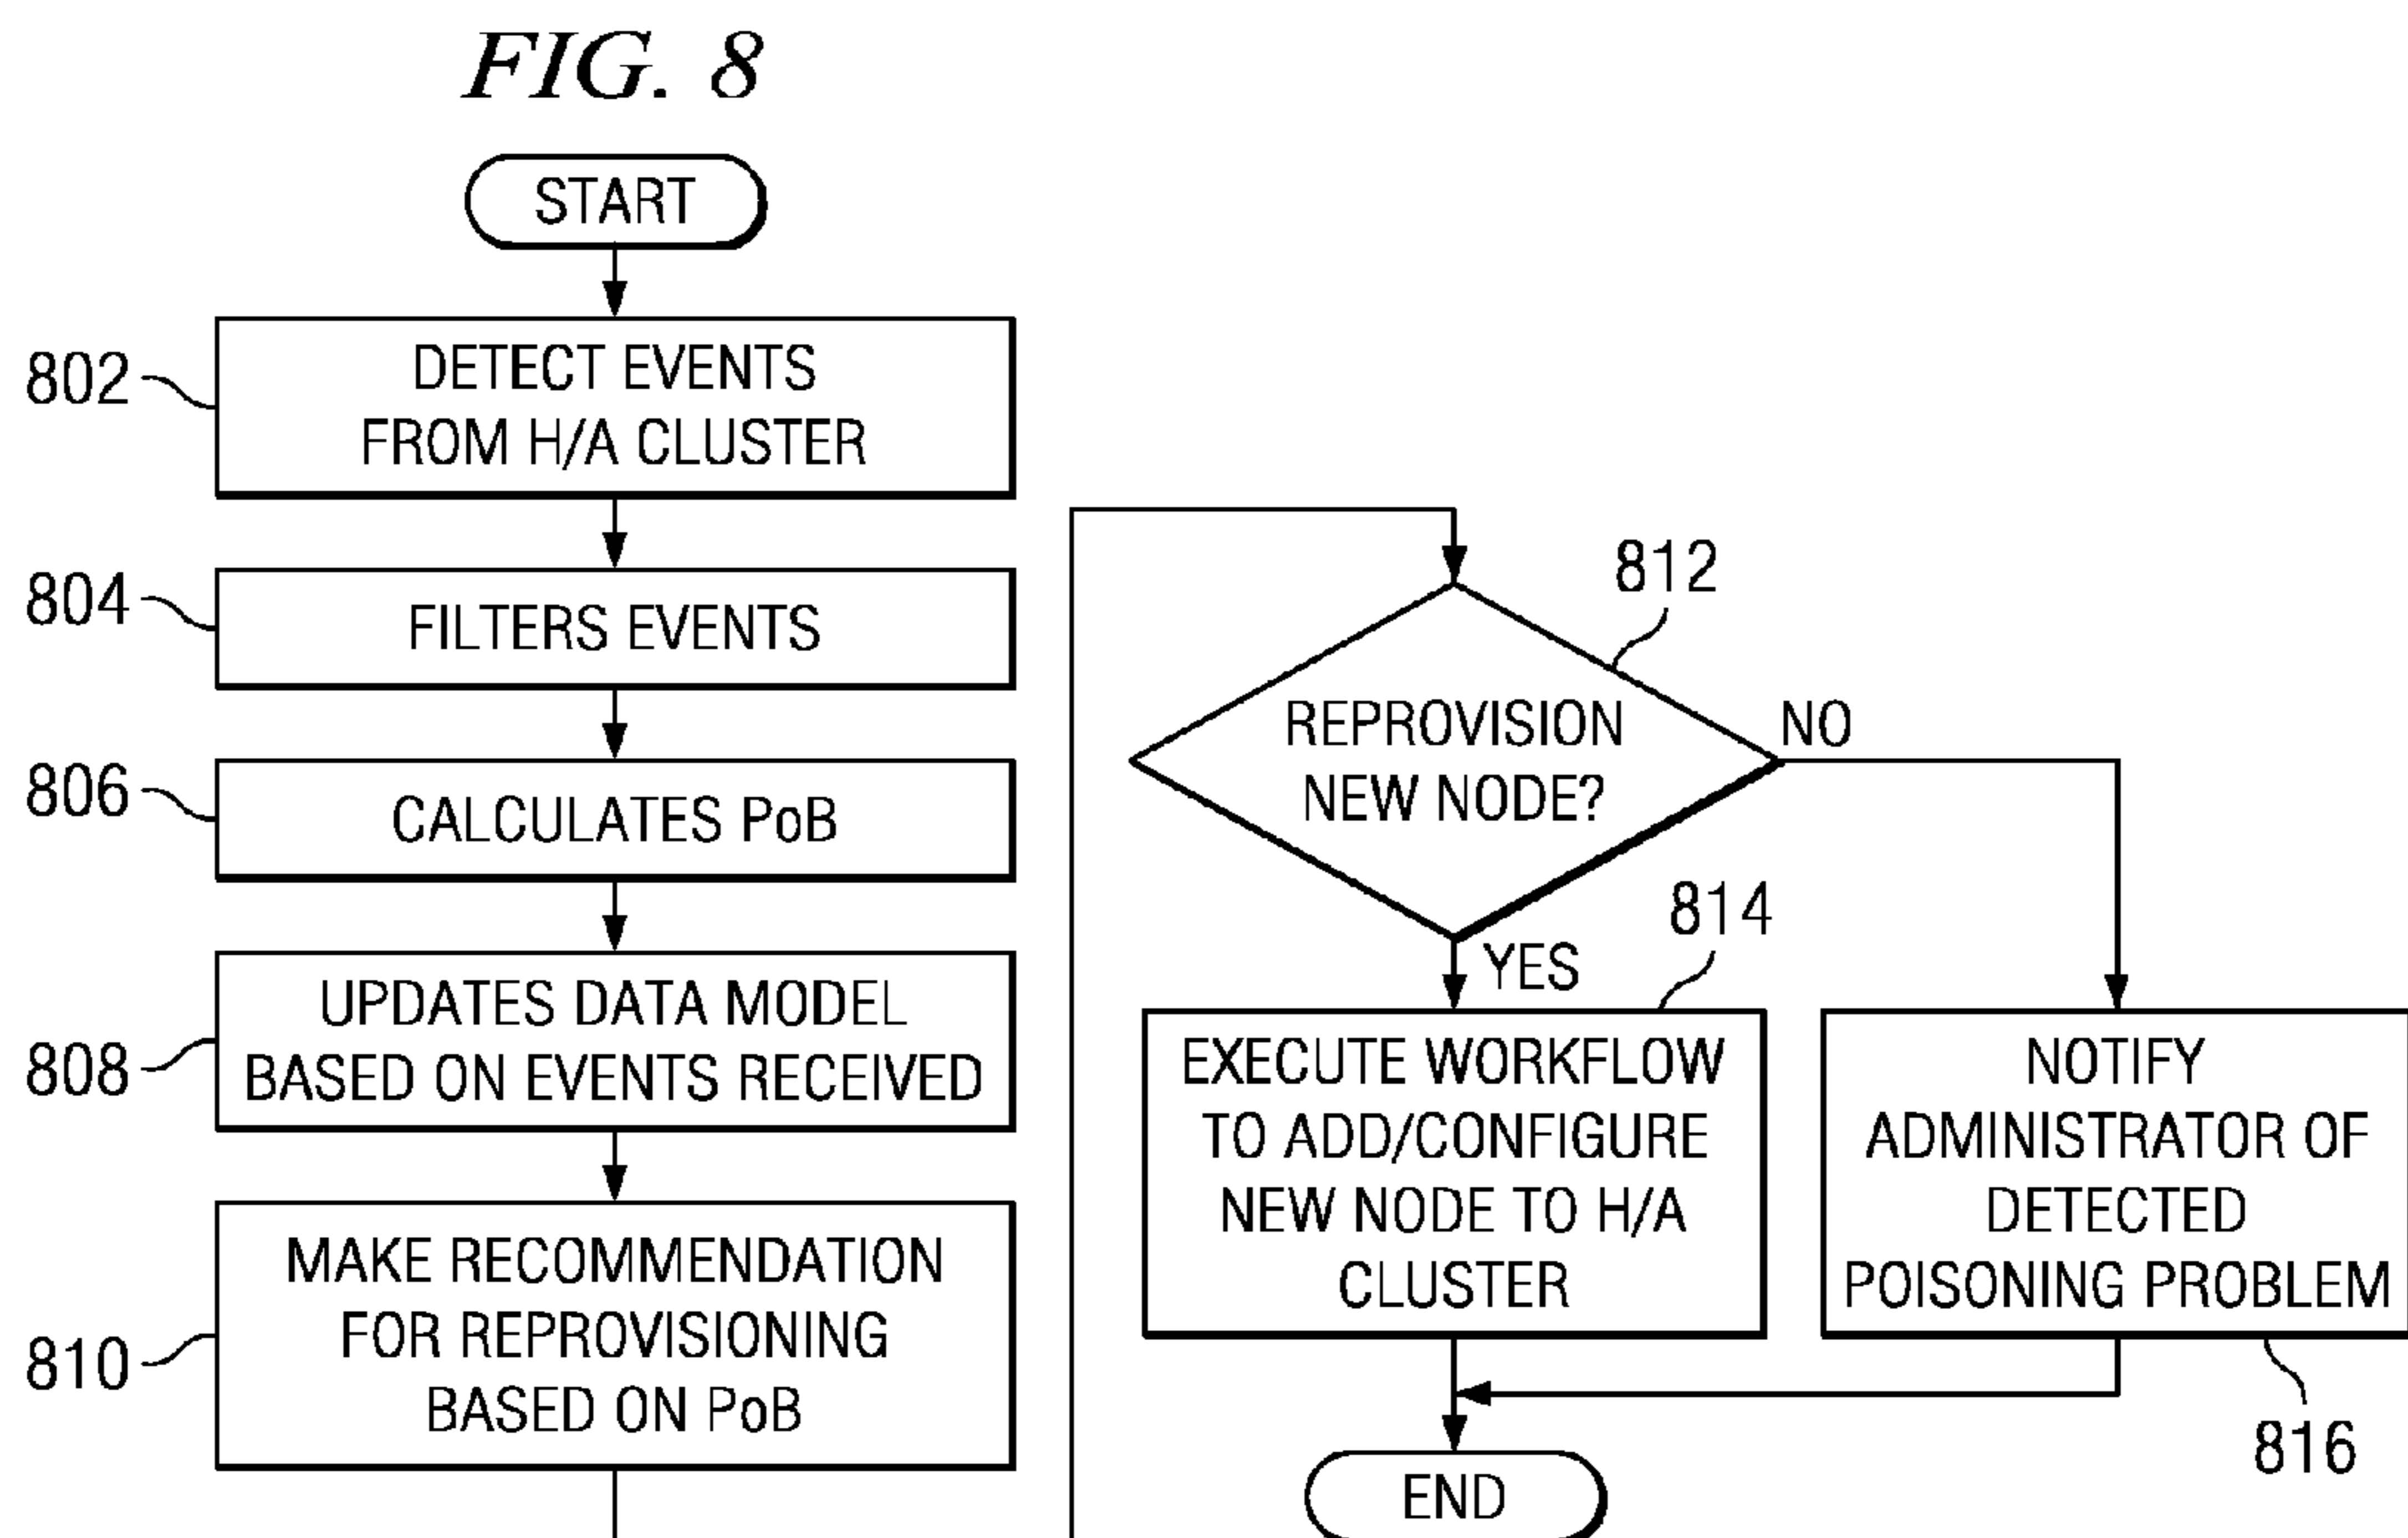 FIG. 8
START
802
DETECT EVENTS
FROM H/A CLUSTER
804
FILTERS EVENTS
806
CALCULATES PoB
808
UPDATES DATA MODEL
BASED ON EVENTS RECEIVED
810
MAKE RECOMMENDATION
FOR REPROVISIONING
BASED ON PoB
812
REPROVISION
NEW NODE?
NO
YES
814
EXECUTE WORKFLOW
TO ADD/CONFIGURE
NEW NODE TO H/A
CLUSTER
NOTIFY
ADMINISTRATOR OF
DETECTED
POISONING PROBLEM
816
END